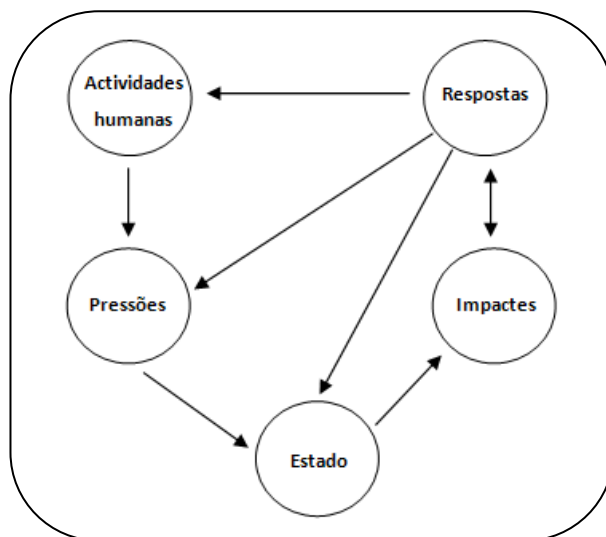 Actividades
humanas
Respostas
Pressões
Impactes
Estado